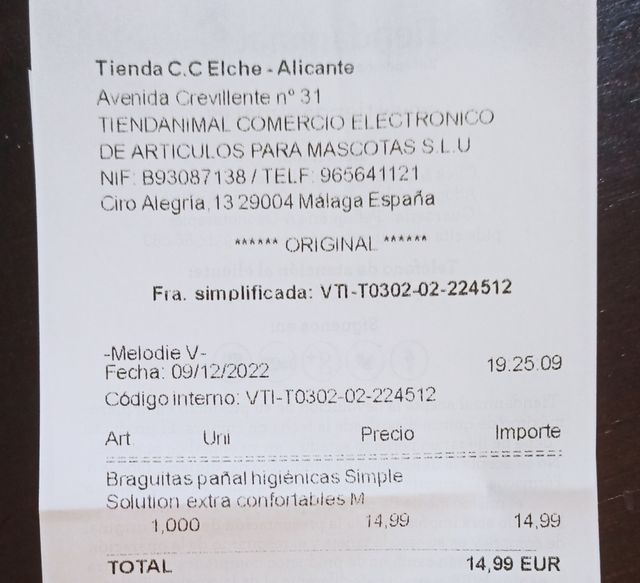 Tienda C.C Elche - Alicante
Avenida Crevillente nº 31
TIENDANIMAL COMERCIO ELECTRONICO
DE ARTICULOS PARA MASCOTAS S.L.U
NIF: B93087138 / TELF: 965641121
Ciro Alegría, 13 29004 Málaga España
****** ORIGINAL ******
Fra. simplificada: VTI-T0302-02-224512
-Melodie V-
Fecha: 09/12/2022 19.25.09
Código interno: VTI-T0302-02-224512
Art Uni Precio Importe
Braguitas pañal higiénicas Simple
Solution extra confortables M
1,000 14,99 14,99
TOTAL 14,99 EUR